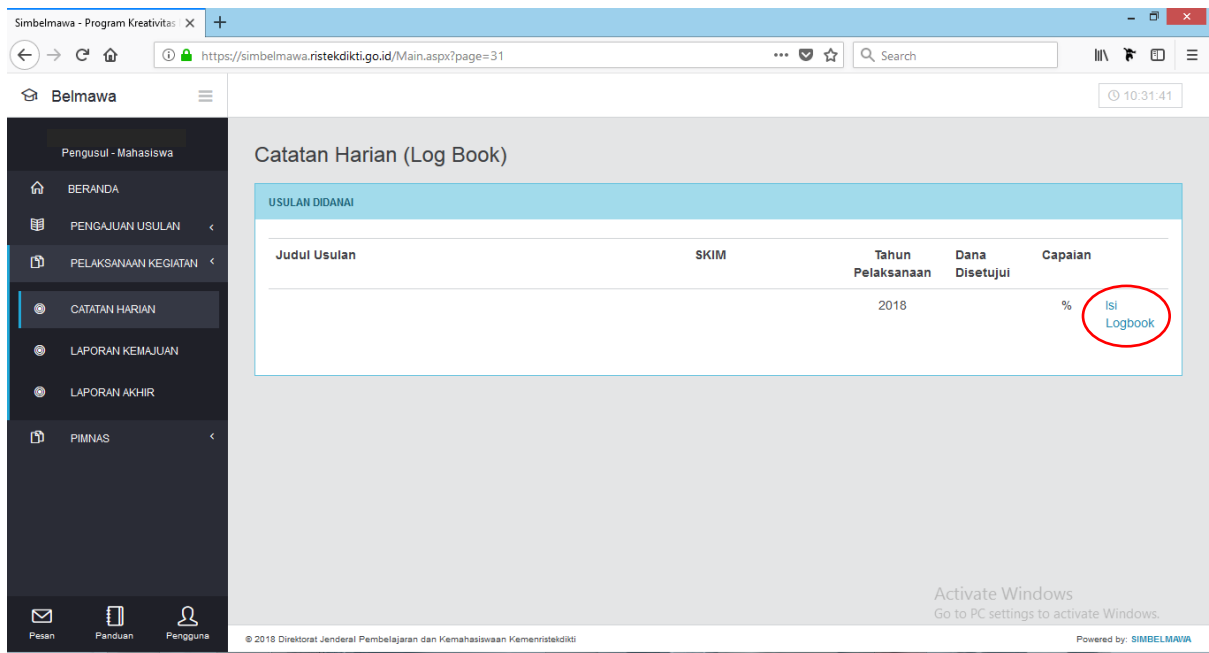 Simbelmawa - Program Kreativitas
https://simbelmawa.ristekdikti.go.id/Main.aspx?page=31
Search
Belmawa
10:31:41
Pengusul - Mahasiswa
BERANDA
PENGAJUAN USULAN
PELAKSANAAN KEGIATAN
CATATAN HARIAN
LAPORAN KEMAJUAN
LAPORAN AKHIR
PIMNAS
Pesan
Panduan
Pengguna
Catatan Harian (Log Book)
USULAN DIDANAI
Judul Usulan SKIM Tahun Dana Capaian
Pelaksanaan Disetujui
2018 % Isi
Logbook
Activate Windows
Go to PC settings to activate Windows.
© 2018 Direktorat Jenderal Pembelajaran dan Kemahasiswaan Kemenristekdikti
Powered by: SIMBELMAWA